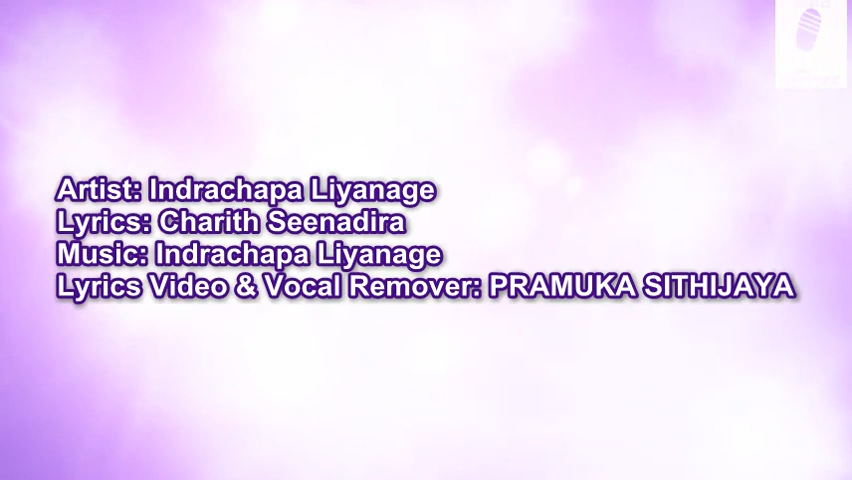 Artist: Indrachapa Liyanage
Lyrics: Charith Seenadira
Music: Indrachapa Liyanage
Lyrics Video & Vocal Remover: PRAMUKA SITHIJAYA